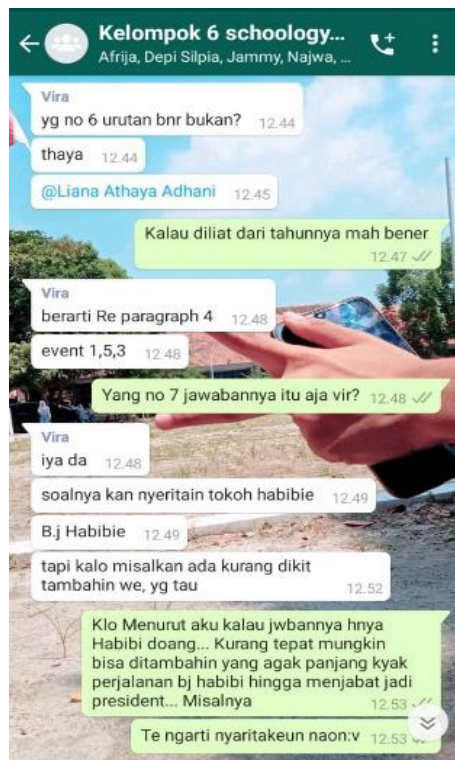 Kelompok 6 schoology...
Afrija, Depi Silpia, Jammy, Najwa, ...
Vira
yg no 6 urutan bnr bukan? 12.44
thaya 12.44
@Liana Athaya Adhani 12.45
Kalau diliat dari tahunnya mah bener
12.47
Vira
berarti Re paragraph 4 12.48
event 1,5,3 12.48
Yang no 7 jawabannya itu aja vir? 12.48
Vira
iya da 12.48
soalnya kan nyeritain tokoh habibie 12.49
B.j Habibie 12.49
tapi kalo misalkan ada kurang dikit
tambahin we, yg tau 12.52
Klo Menurut aku kalau jwbannya hnya
Habibi doang... Kurang tepat mungkin
bisa ditambahin yang agak panjang kyak
perjalanan bj habibi hingga menjabat jadi
president... Misalnya 12.53
Te ngarti nyaritakeun naon:v 12.53